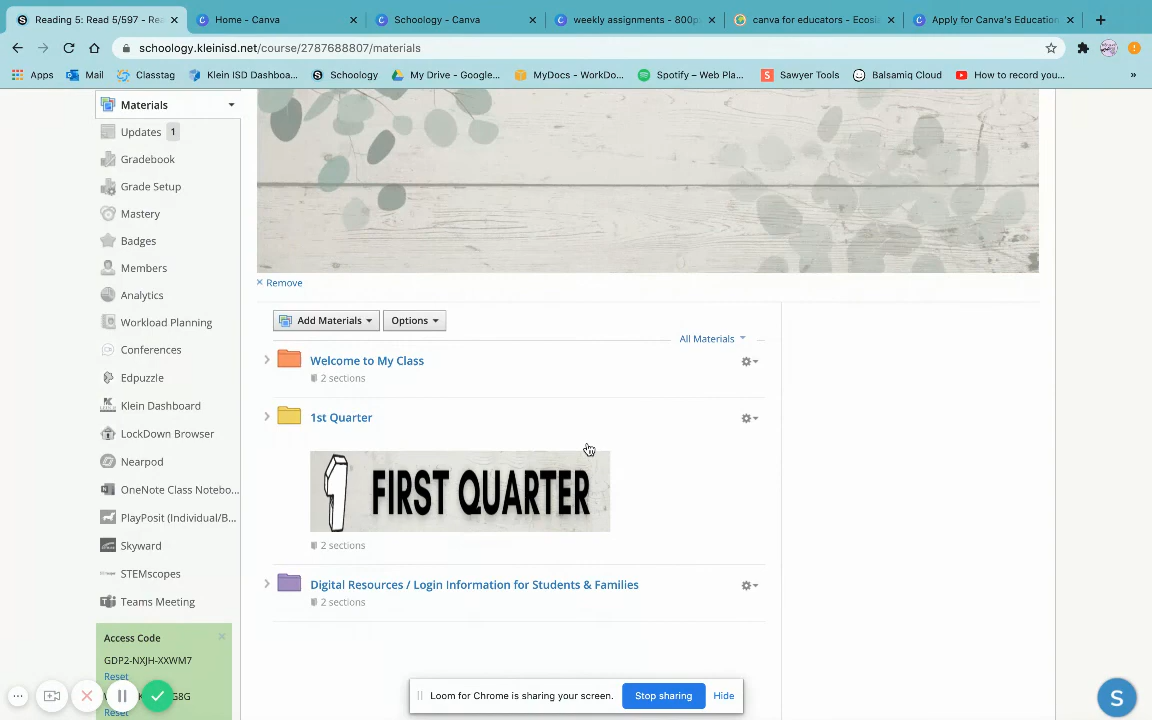 Reading 5: Read 5/597 - Rea
Home - Canva
Schoology - Canva
weekly assignments - 800p
canva for educators - Ecosi
Apply for Canva's Education
schoology.kleinisd.net/course/2787688807/materials
Apps
Mail
Classtag
Klein ISD Dashboa...
Schoology
My Drive - Google...
MyDocs - WorkDo...
Spotify – Web Pla...
Sawyer Tools
Balsamiq Cloud
How to record you...
»
Materials
Updates 1
Gradebook
Grade Setup
Mastery
Badges
Members
Analytics
Workload Planning
Conferences
Edpuzzle
Klein Dashboard
LockDown Browser
Nearpod
OneNote Class Notebo...
PlayPosit (Individual/B...
Skyward
STEMscopes
Teams Meeting
Access Code
GDP2-NXJH-XXWM7
Reset
G8G
Reset
× Remove
Add Materials
Options
All Materials
Welcome to My Class
2 sections
1st Quarter
1 FIRST QUARTER
2 sections
Digital Resources / Login Information for Students & Families
2 sections
Loom for Chrome is sharing your screen.
Stop sharing
Hide
S